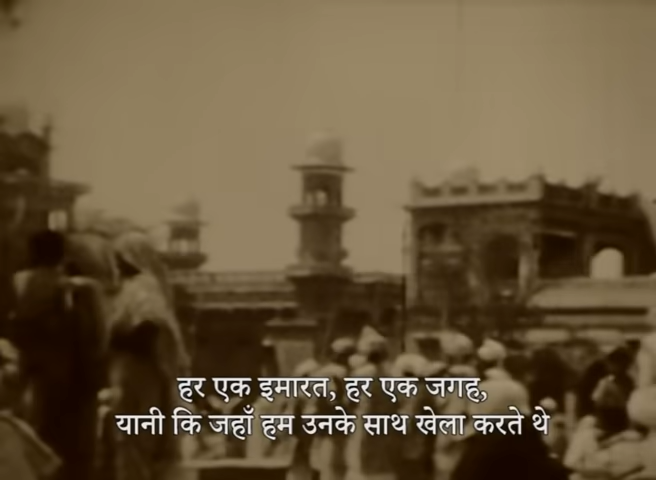 हर एक इमारत, हर एक जगह,
यानी कि जहाँ हम उनके साथ खेला करते थे